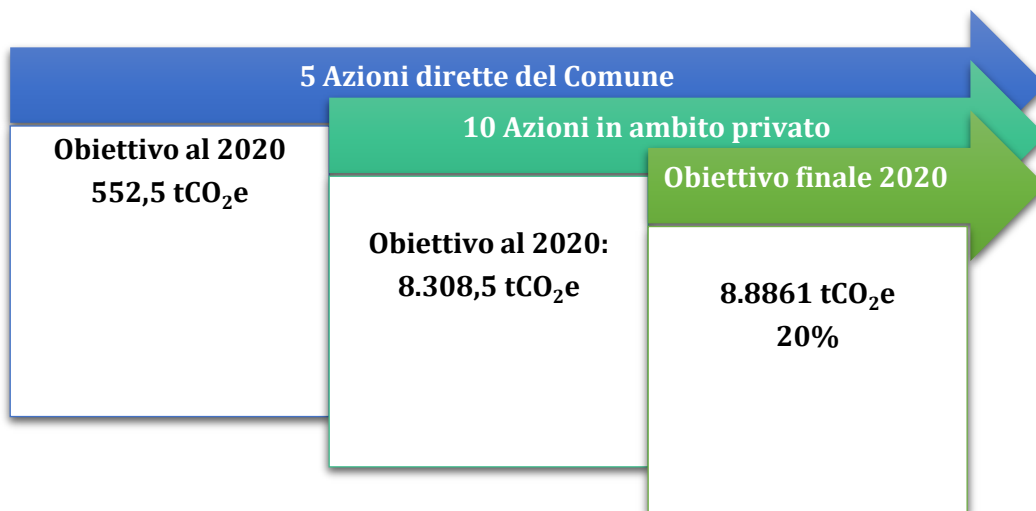 5 Azioni dirette del Comune
Obiettivo al 2020
552,5 tCO₂e
10 Azioni in ambito privato
Obiettivo al 2020:
8.308,5 tCO₂e
Obiettivo finale 2020
8.8861 tCO₂e
20%